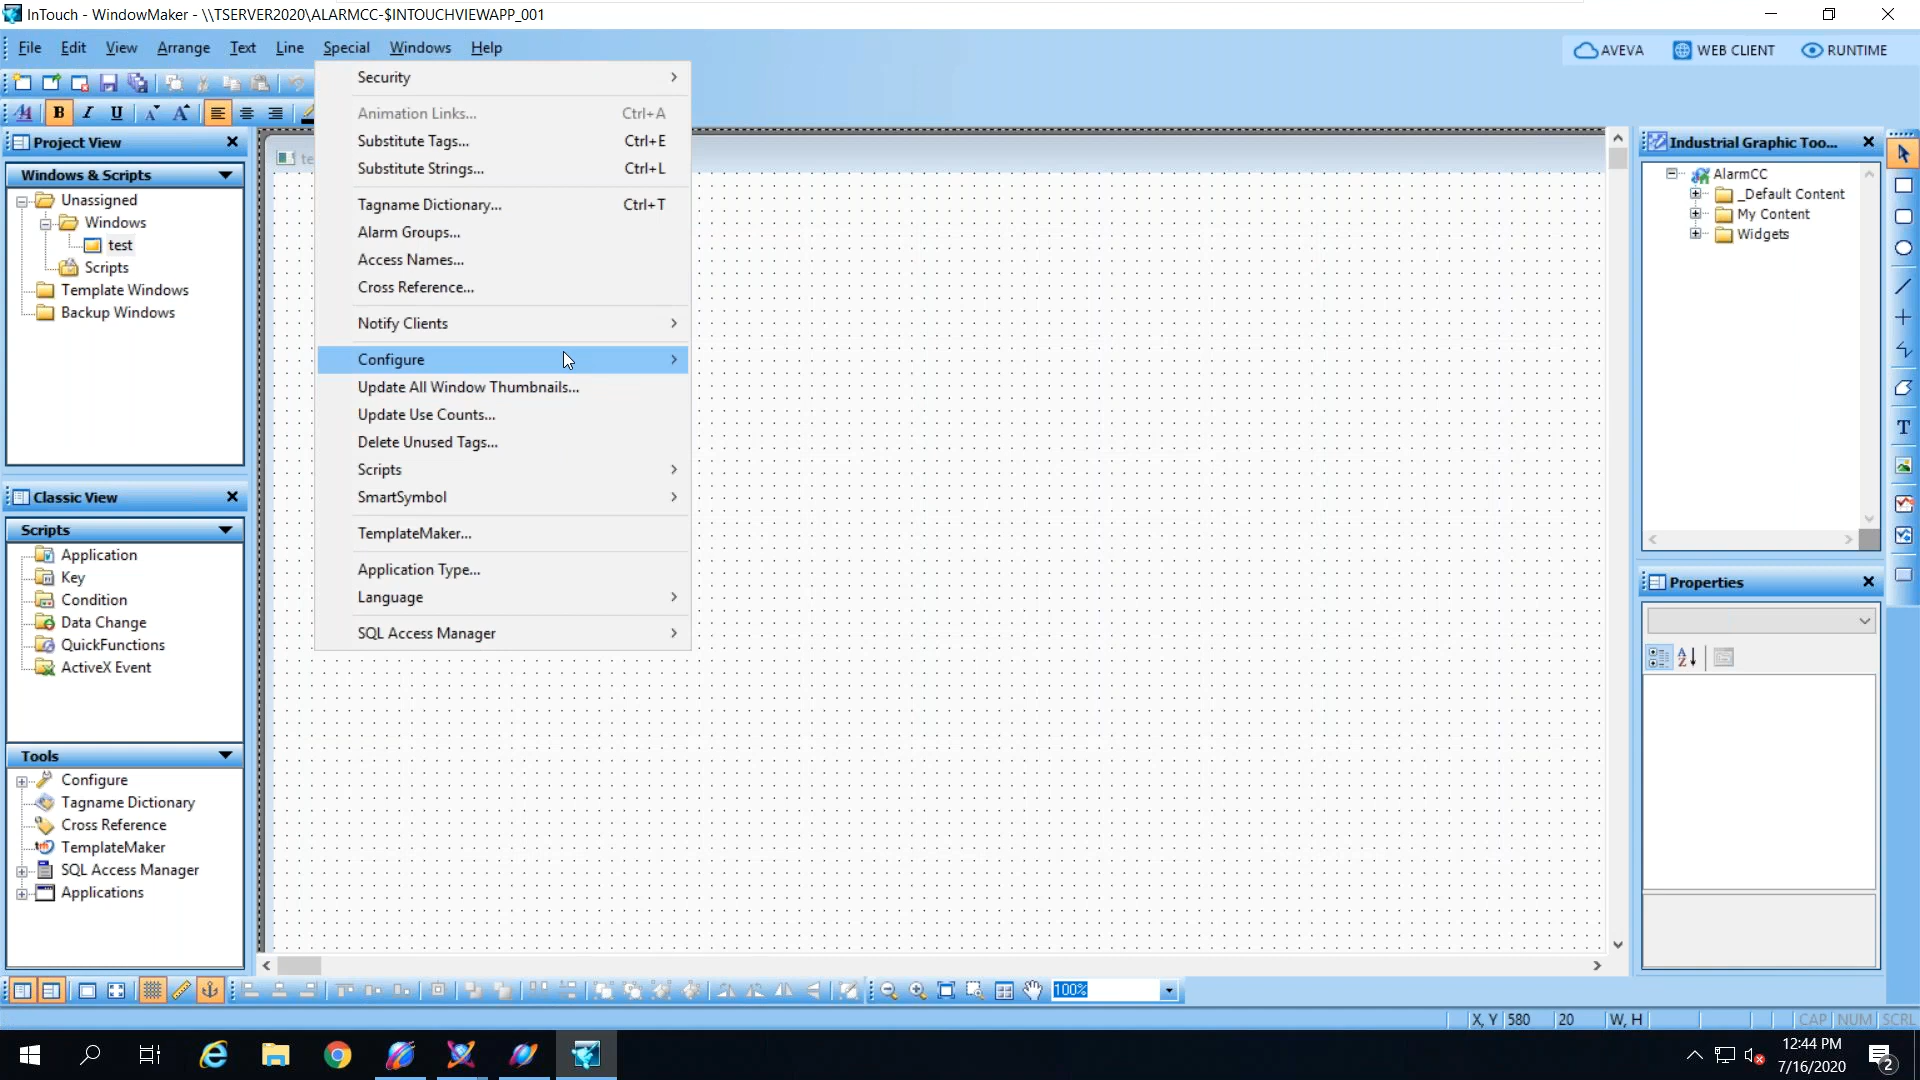 InTouch - WindowMaker - \\TSERVER2020\ALARMCC-$INTOUCHVIEWAPP_001
File Edit View Arrange Text Line Special Windows Help
AVEVA WEB CLIENT RUNTIME
B I U
Project View
Windows & Scripts
Unassigned
Windows
test
Scripts
Template Windows
Backup Windows
Classic View
Scripts
Application
Key
Condition
Data Change
QuickFunctions
ActiveX Event
Tools
Configure
Tagname Dictionary
Cross Reference
TemplateMaker
SQL Access Manager
Applications
Security
Animation Links... Ctrl+A
Substitute Tags... Ctrl+E
Substitute Strings... Ctrl+L
Tagname Dictionary... Ctrl+T
Alarm Groups...
Access Names...
Cross Reference...
Notify Clients
Configure
Update All Window Thumbnails...
Update Use Counts...
Delete Unused Tags...
Scripts
SmartSymbol
TemplateMaker...
Application Type...
Language
SQL Access Manager
Industrial Graphic Too...
AlarmCC
_Default Content
My Content
Widgets
Properties
100%
X, Y 580 20 W, H CAP NUM SCRL
12:44 PM
7/16/2020
2